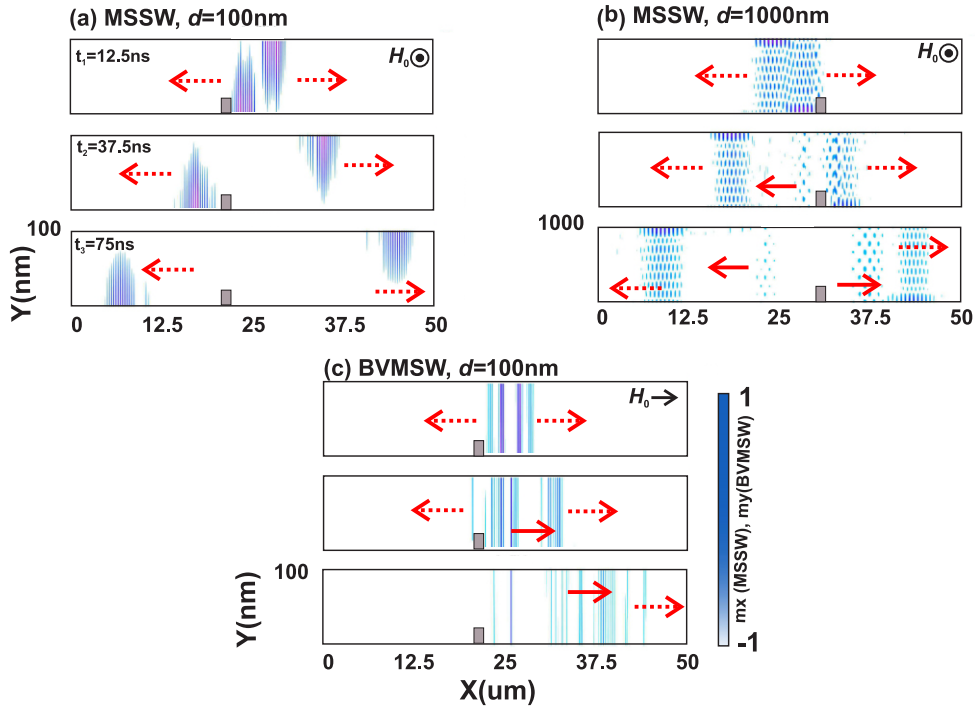 (a) MSSW, d=100nm
t1=12.5ns
H0
t2=37.5ns
100
t3=75ns
Y(nm)
0 12.5 25 37.5 50
(b) MSSW, d=1000nm
H0
1000
0 12.5 25 37.5 50
(c) BVMSW, d=100nm
H0
100
Y(nm)
0 12.5 25 37.5 50
X(um)
1
mx (MSSW), my(BVMSW)
-1